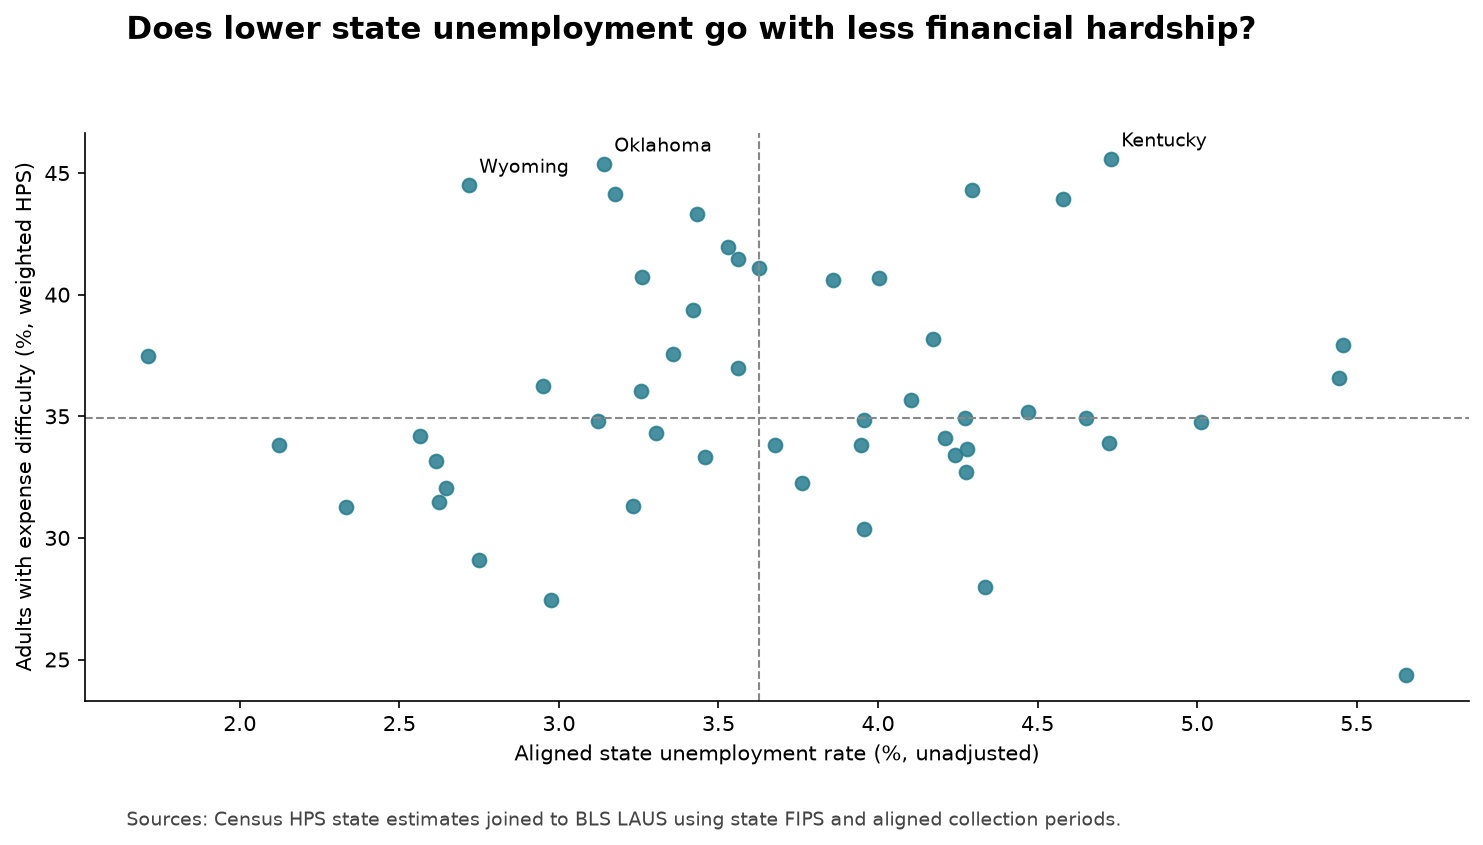 Does lower state unemployment go with less financial hardship?
Kentucky
Oklahoma
Wyoming
Adults with expense difficulty (%, weighted HPS)
45
40
35
30
25
2.0
2.5
3.0
3.5
4.0
4.5
5.0
5.5
Aligned state unemployment rate (%, unadjusted)
Sources: Census HPS state estimates joined to BLS LAUS using state FIPS and aligned collection periods.